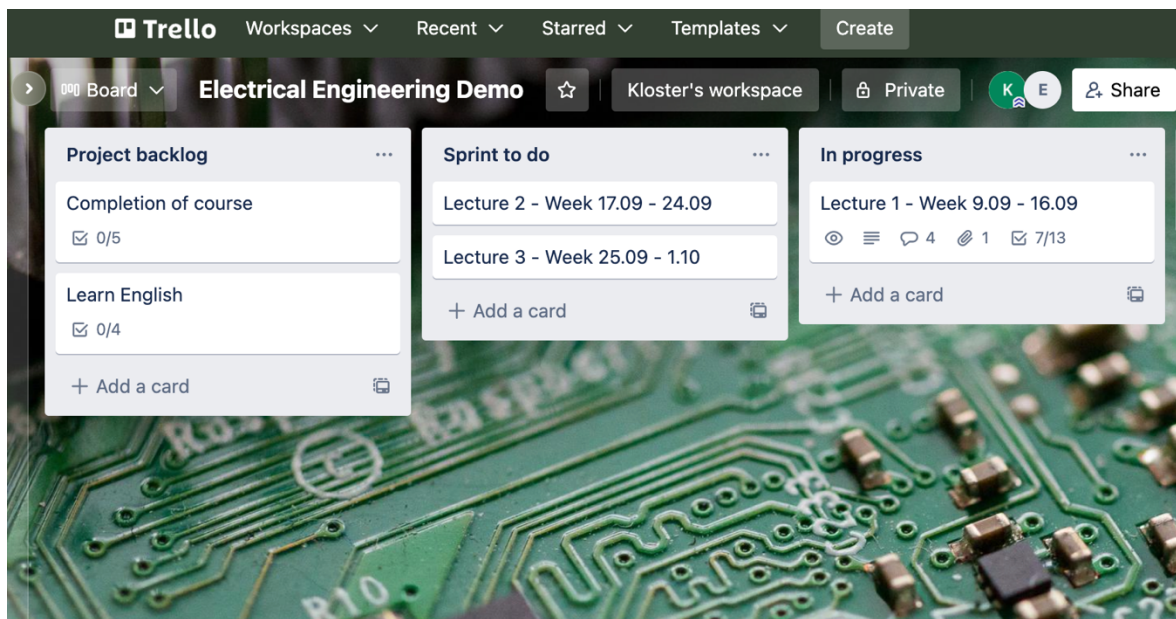 Trello Workspaces Recent Starred Templates Create
Board Electrical Engineering Demo Kloster's workspace Private K E Share
Project backlog
Completion of course
0/5
Learn English
0/4
+ Add a card
Sprint to do
Lecture 2 - Week 17.09 - 24.09
Lecture 3 - Week 25.09 - 1.10
+ Add a card
In progress
Lecture 1 - Week 9.09 - 16.09
4 1 7/13
+ Add a card
R10